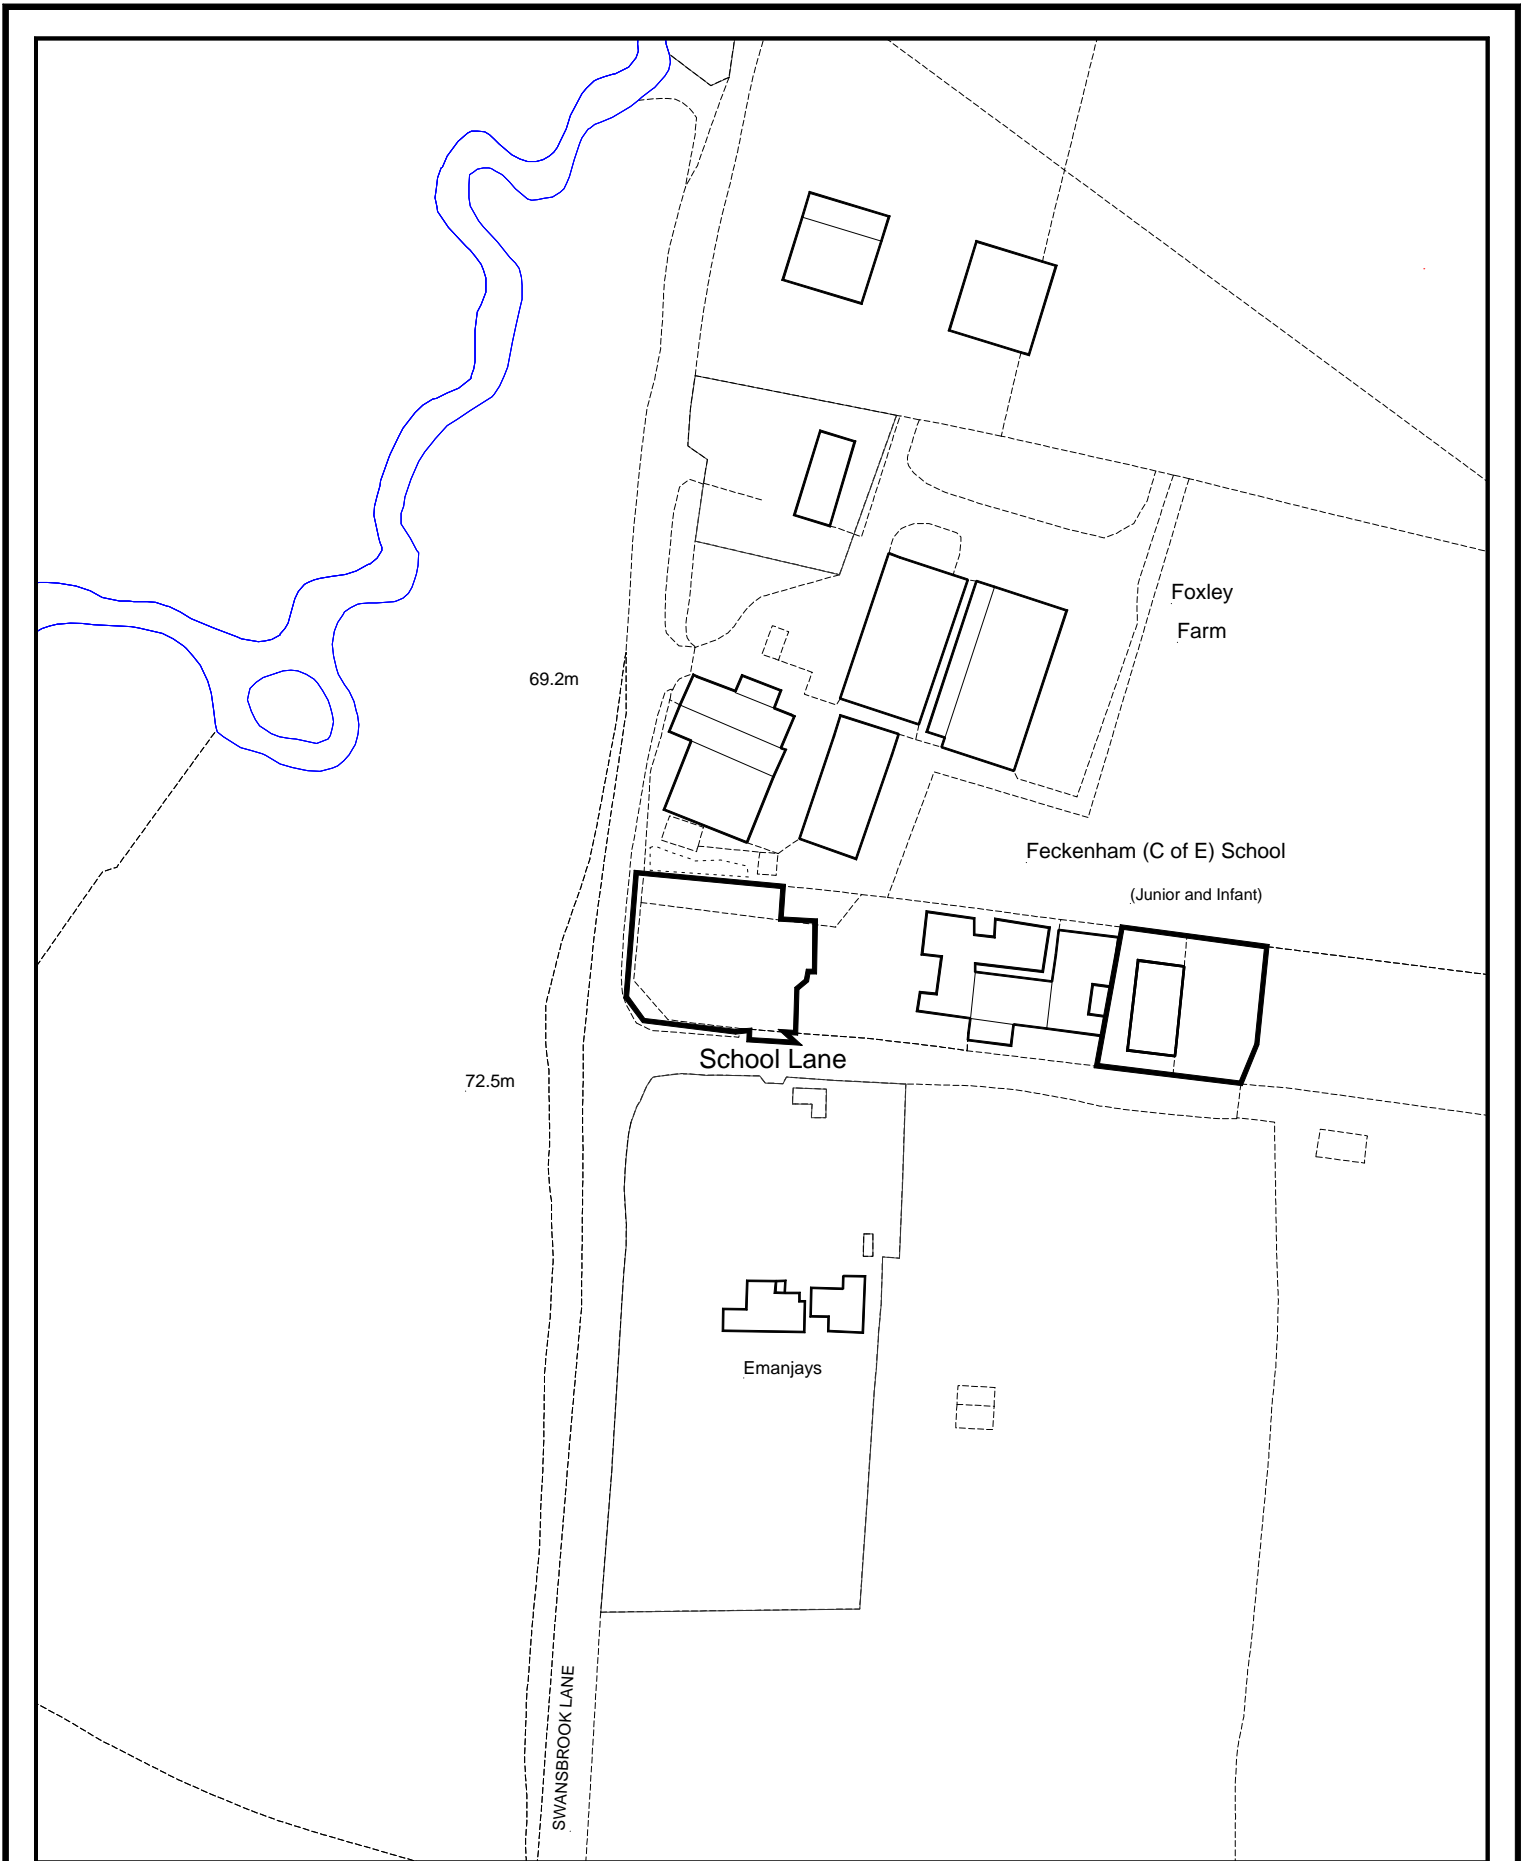 Foxley
Farm
69.2m
Feckenham (C of E) School
(Junior and Infant)
School Lane
72.5m
Emanjays
SWANSBROOK LANE